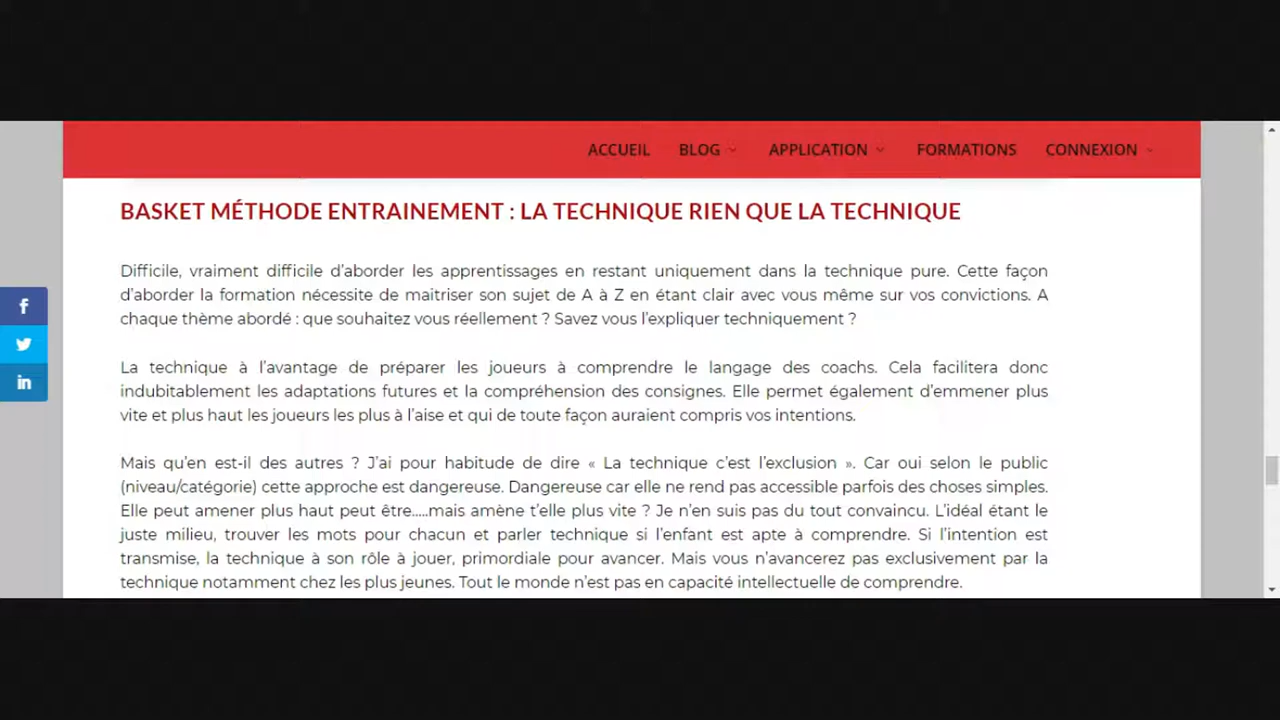 ACCUEIL BLOG APPLICATION FORMATIONS CONNEXION
BASKET MÉTHODE ENTRAINEMENT : LA TECHNIQUE RIEN QUE LA TECHNIQUE
Difficile, vraiment difficile d'aborder les apprentissages en restant uniquement dans la technique pure. Cette façon
d'aborder la formation nécessite de maitriser son sujet de A à Z en étant clair avec vous même sur vos convictions. A
chaque thème abordé : que souhaitez vous réellement ? Savez vous l'expliquer techniquement ?
La technique à l'avantage de préparer les joueurs à comprendre le langage des coachs. Cela facilitera donc
indubitablement les adaptations futures et la compréhension des consignes. Elle permet également d'emmener plus
vite et plus haut les joueurs les plus à l'aise et qui de toute façon auraient compris vos intentions.
Mais qu'en est-il des autres ? J'ai pour habitude de dire « La technique c'est l'exclusion ». Car oui selon le public
(niveau/catégorie) cette approche est dangereuse. Dangereuse car elle ne rend pas accessible parfois des choses simples.
Elle peut amener plus haut peut être.....mais amène t'elle plus vite ? Je n'en suis pas du tout convaincu. L'idéal étant le
juste milieu, trouver les mots pour chacun et parler technique si l'enfant est apte à comprendre. Si l'intention est
transmise, la technique à son rôle à jouer, primordiale pour avancer. Mais vous n'avancerez pas exclusivement par la
technique notamment chez les plus jeunes. Tout le monde n'est pas en capacité intellectuelle de comprendre.
f
in